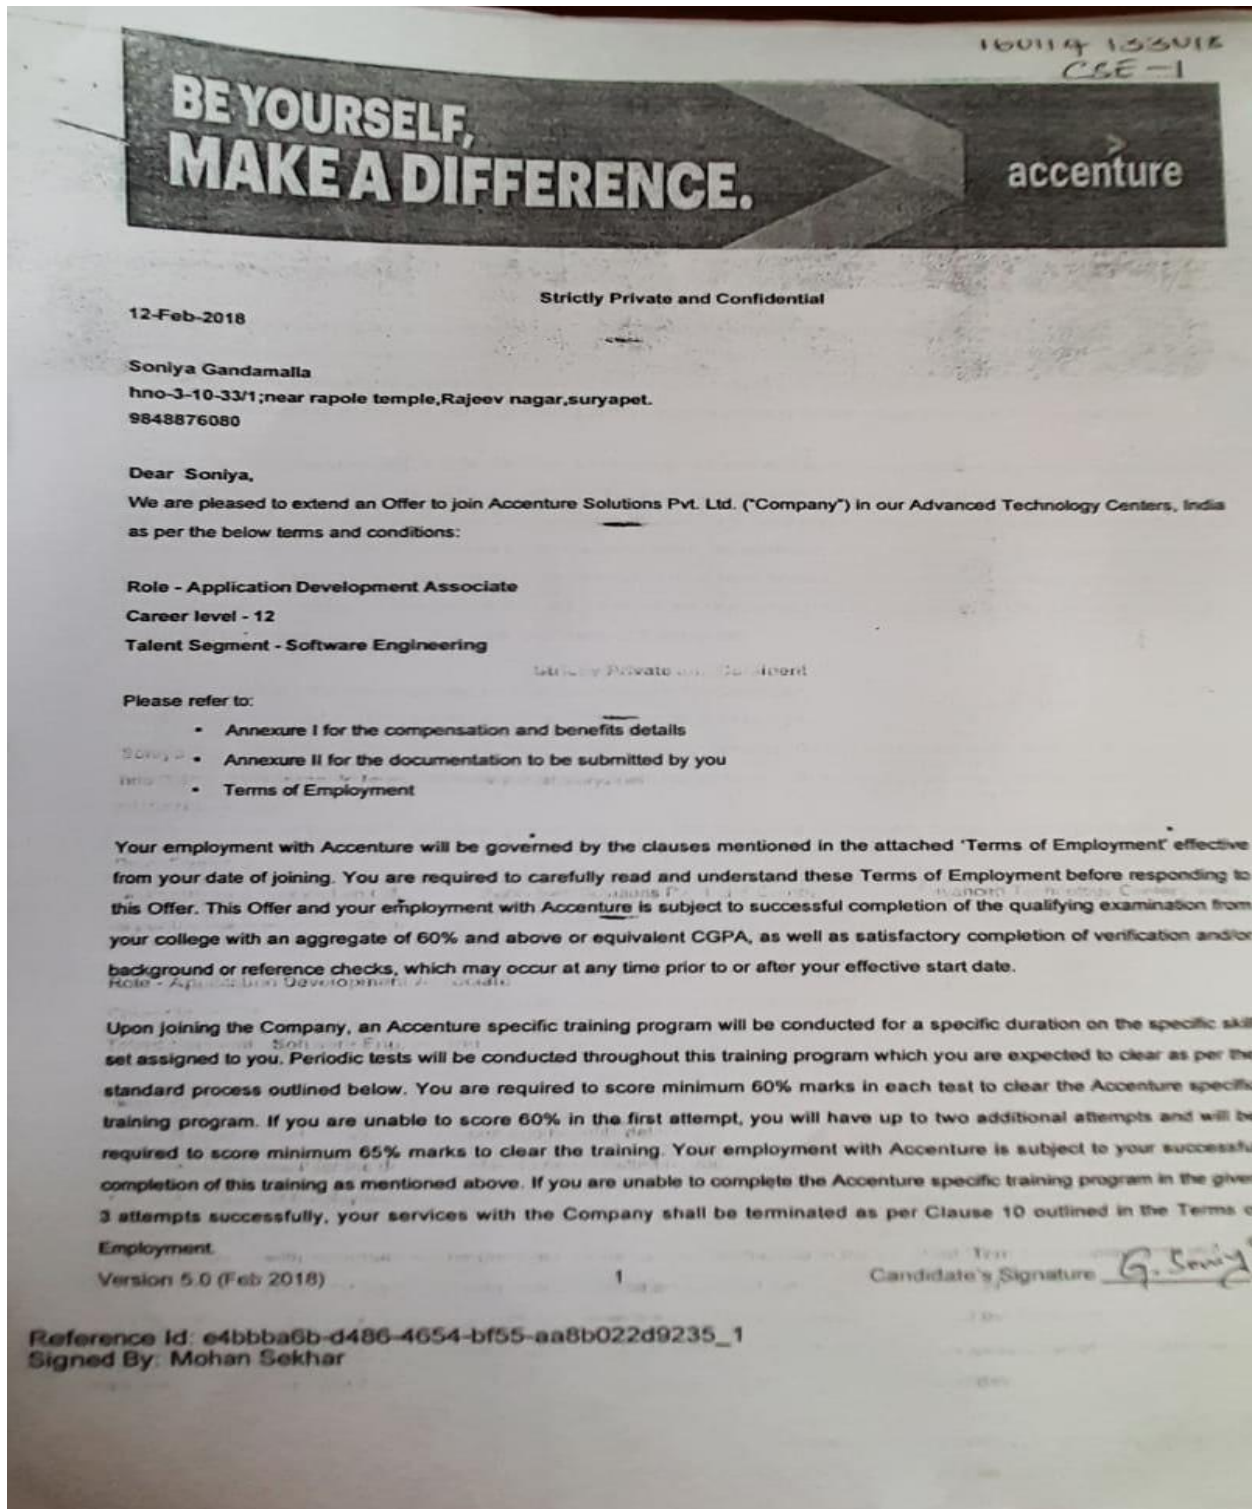 CSE-1
BE YOURSELF,
MAKE A DIFFERENCE.
accenture
Strictly Private and Confidential
12-Feb-2018
Soniya Gandamalla
hno-3-10-33/1;near rapole temple,Rajeev nagar,suryapet.
9848876080
Dear Soniya,
We are pleased to extend an Offer to join Accenture Solutions Pvt. Ltd. ("Company") in our Advanced Technology Centers, India
as per the below terms and conditions:
Role - Application Development Associate
Career level - 12
Talent Segment - Software Engineering
Please refer to:
• Annexure I for the compensation and benefits details
• Annexure II for the documentation to be submitted by you
• Terms of Employment
Your employment with Accenture will be governed by the clauses mentioned in the attached 'Terms of Employment' effective
from your date of joining. You are required to carefully read and understand these Terms of Employment before responding to
this Offer. This Offer and your employment with Accenture is subject to successful completion of the qualifying examination from
your college with an aggregate of 60% and above or equivalent CGPA, as well as satisfactory completion of verification and/or
background or reference checks, which may occur at any time prior to or after your effective start date.
Upon joining the Company, an Accenture specific training program will be conducted for a specific duration on the specific skill
set assigned to you. Periodic tests will be conducted throughout this training program which you are expected to clear as per the
standard process outlined below. You are required to score minimum 60% marks in each test to clear the Accenture specific
training program. If you are unable to score 60% in the first attempt, you will have up to two additional attempts and will be
required to score minimum 65% marks to clear the training. Your employment with Accenture is subject to your successfu
completion of this training as mentioned above. If you are unable to complete the Accenture specific training program in the given
3 attempts successfully, your services with the Company shall be terminated as per Clause 10 outlined in the Terms o
Employment.
Version 5.0 (Feb 2018) 1 Candidate's Signature G. Soniy
Reference Id: e4bbba6b-d486-4654-bf55-aa8b022d9235_1
Signed By: Mohan Sekhar